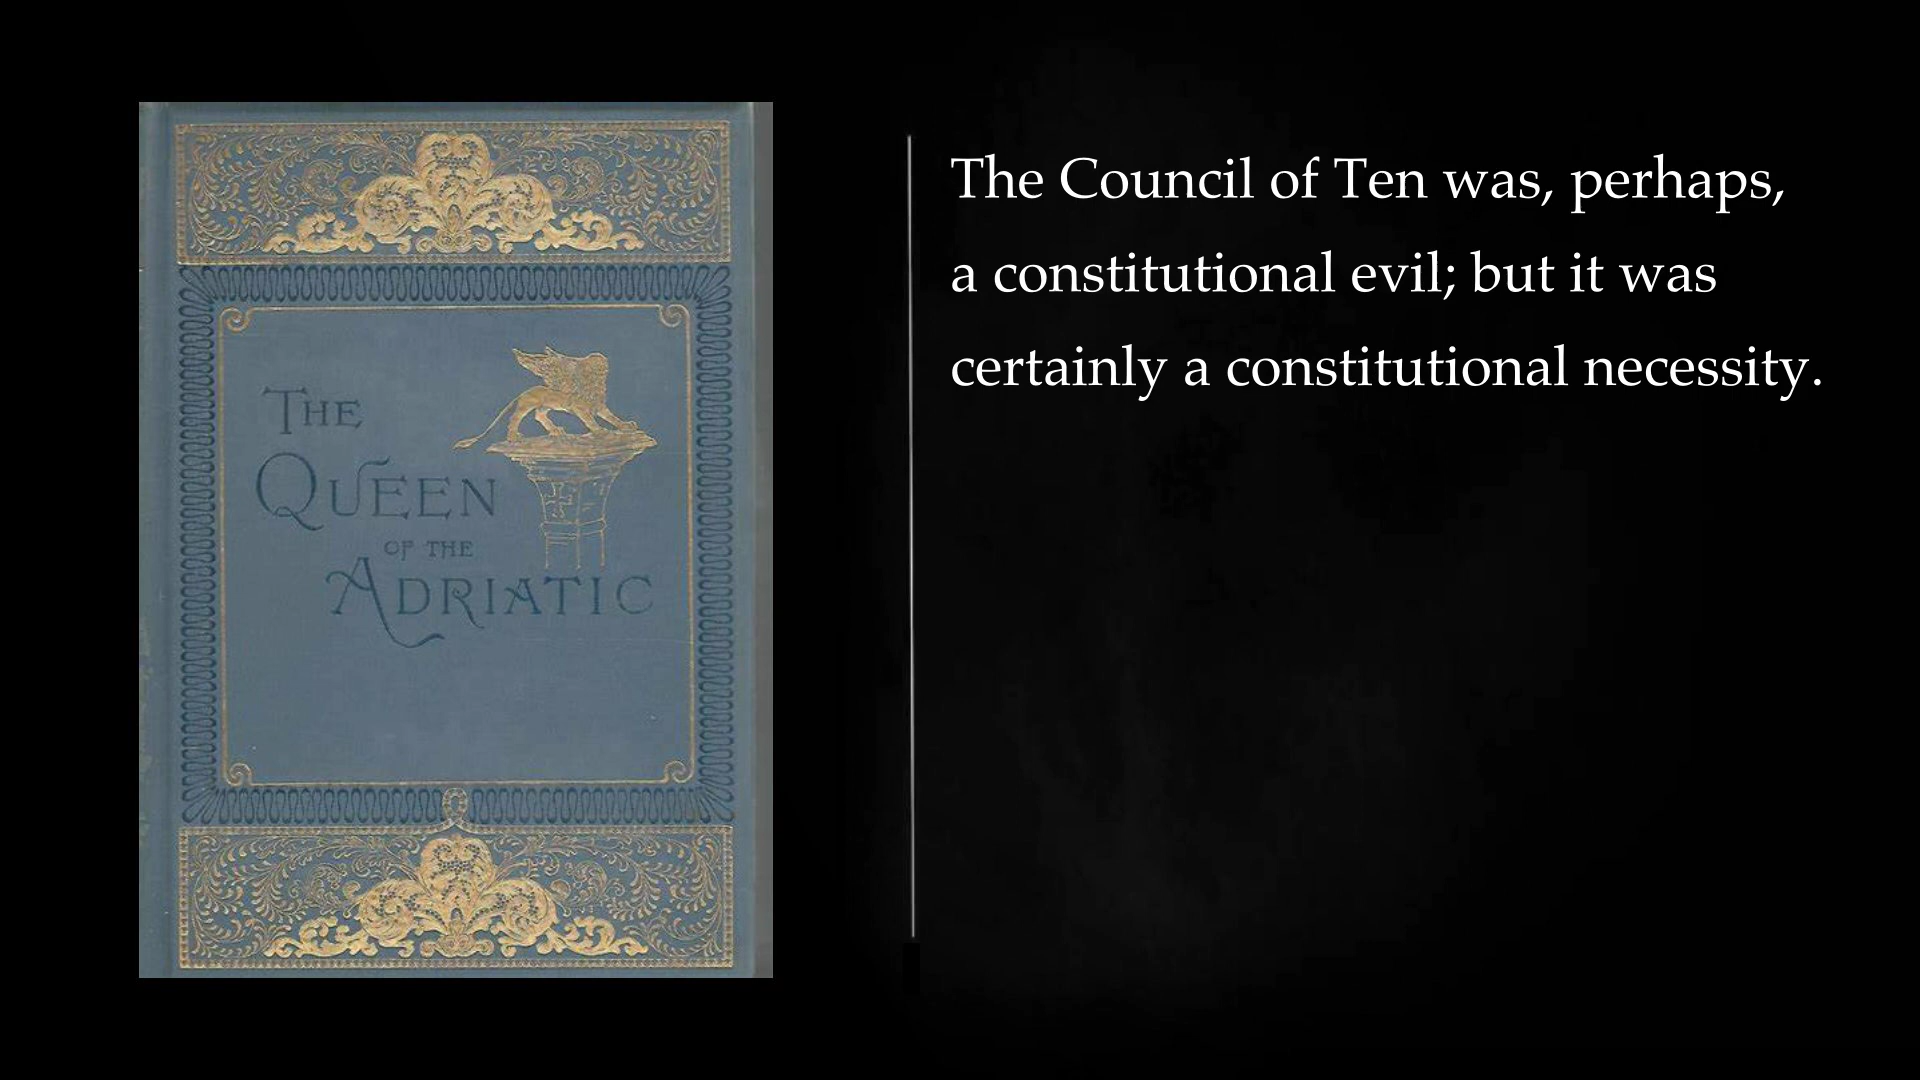 THE
QUEEN
OF THE
ADRIATIC
The Council of Ten was, perhaps,
a constitutional evil; but it was
certainly a constitutional necessity.